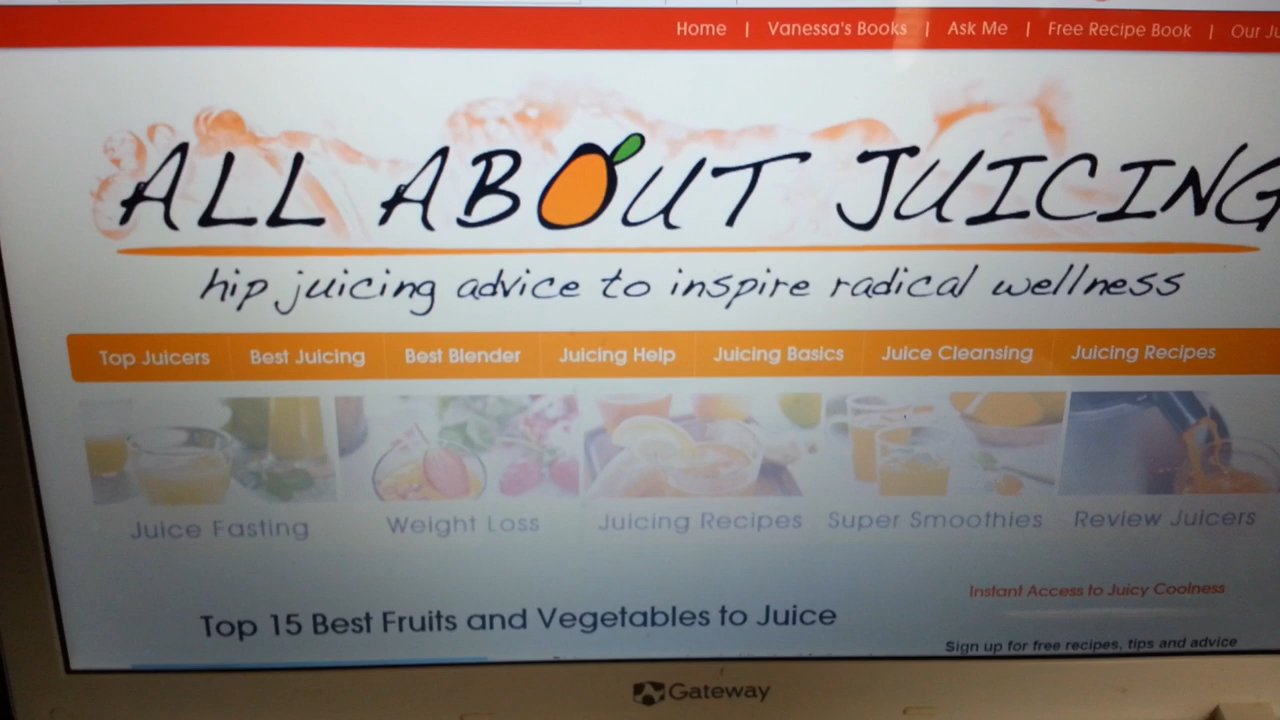 Home | Vanessa's Books | Ask Me | Free Recipe Book | Our Ju
ALL ABOUT JUICING
hip juicing advice to inspire radical wellness
Top Juicers Best Juicing Best Blender Juicing Help Juicing Basics Juice Cleansing Juicing Recipes
Juice Fasting Weight Loss Juicing Recipes Super Smoothies Review Juicers
Instant Access to Juicy Coolness
Top 15 Best Fruits and Vegetables to Juice
Sign up for free recipes, tips and advice
Gateway